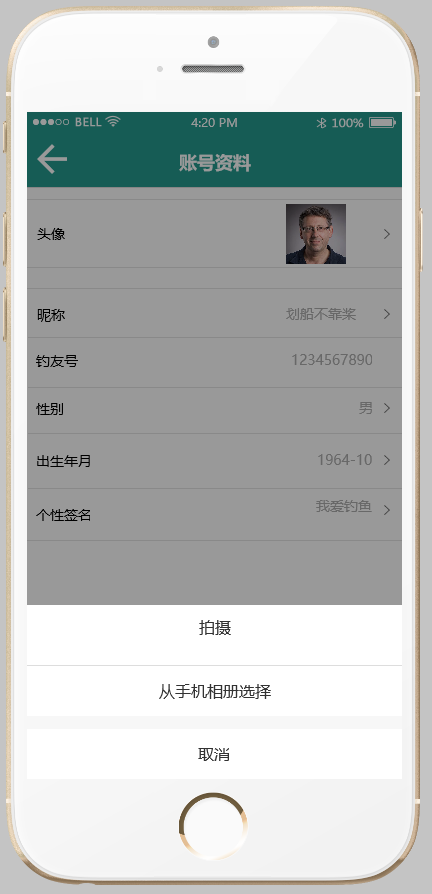 BELL 4:20 PM 100%
账号资料
头像
昵称 划船不靠桨
钓友号 1234567890
性别 男
出生年月 1964-10
个性签名 我爱钓鱼
拍摄
从手机相册选择
取消